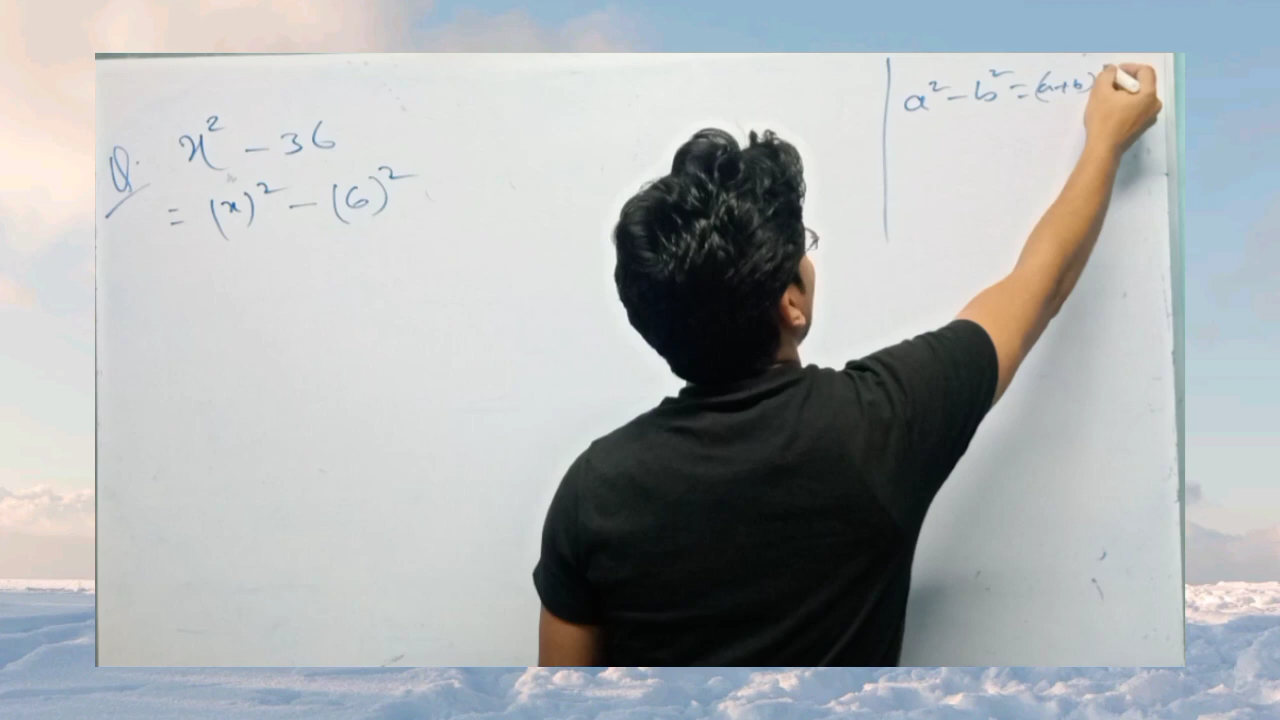 Q. x² - 36
= (x)² - (6)²
a² - b² = (a+b)